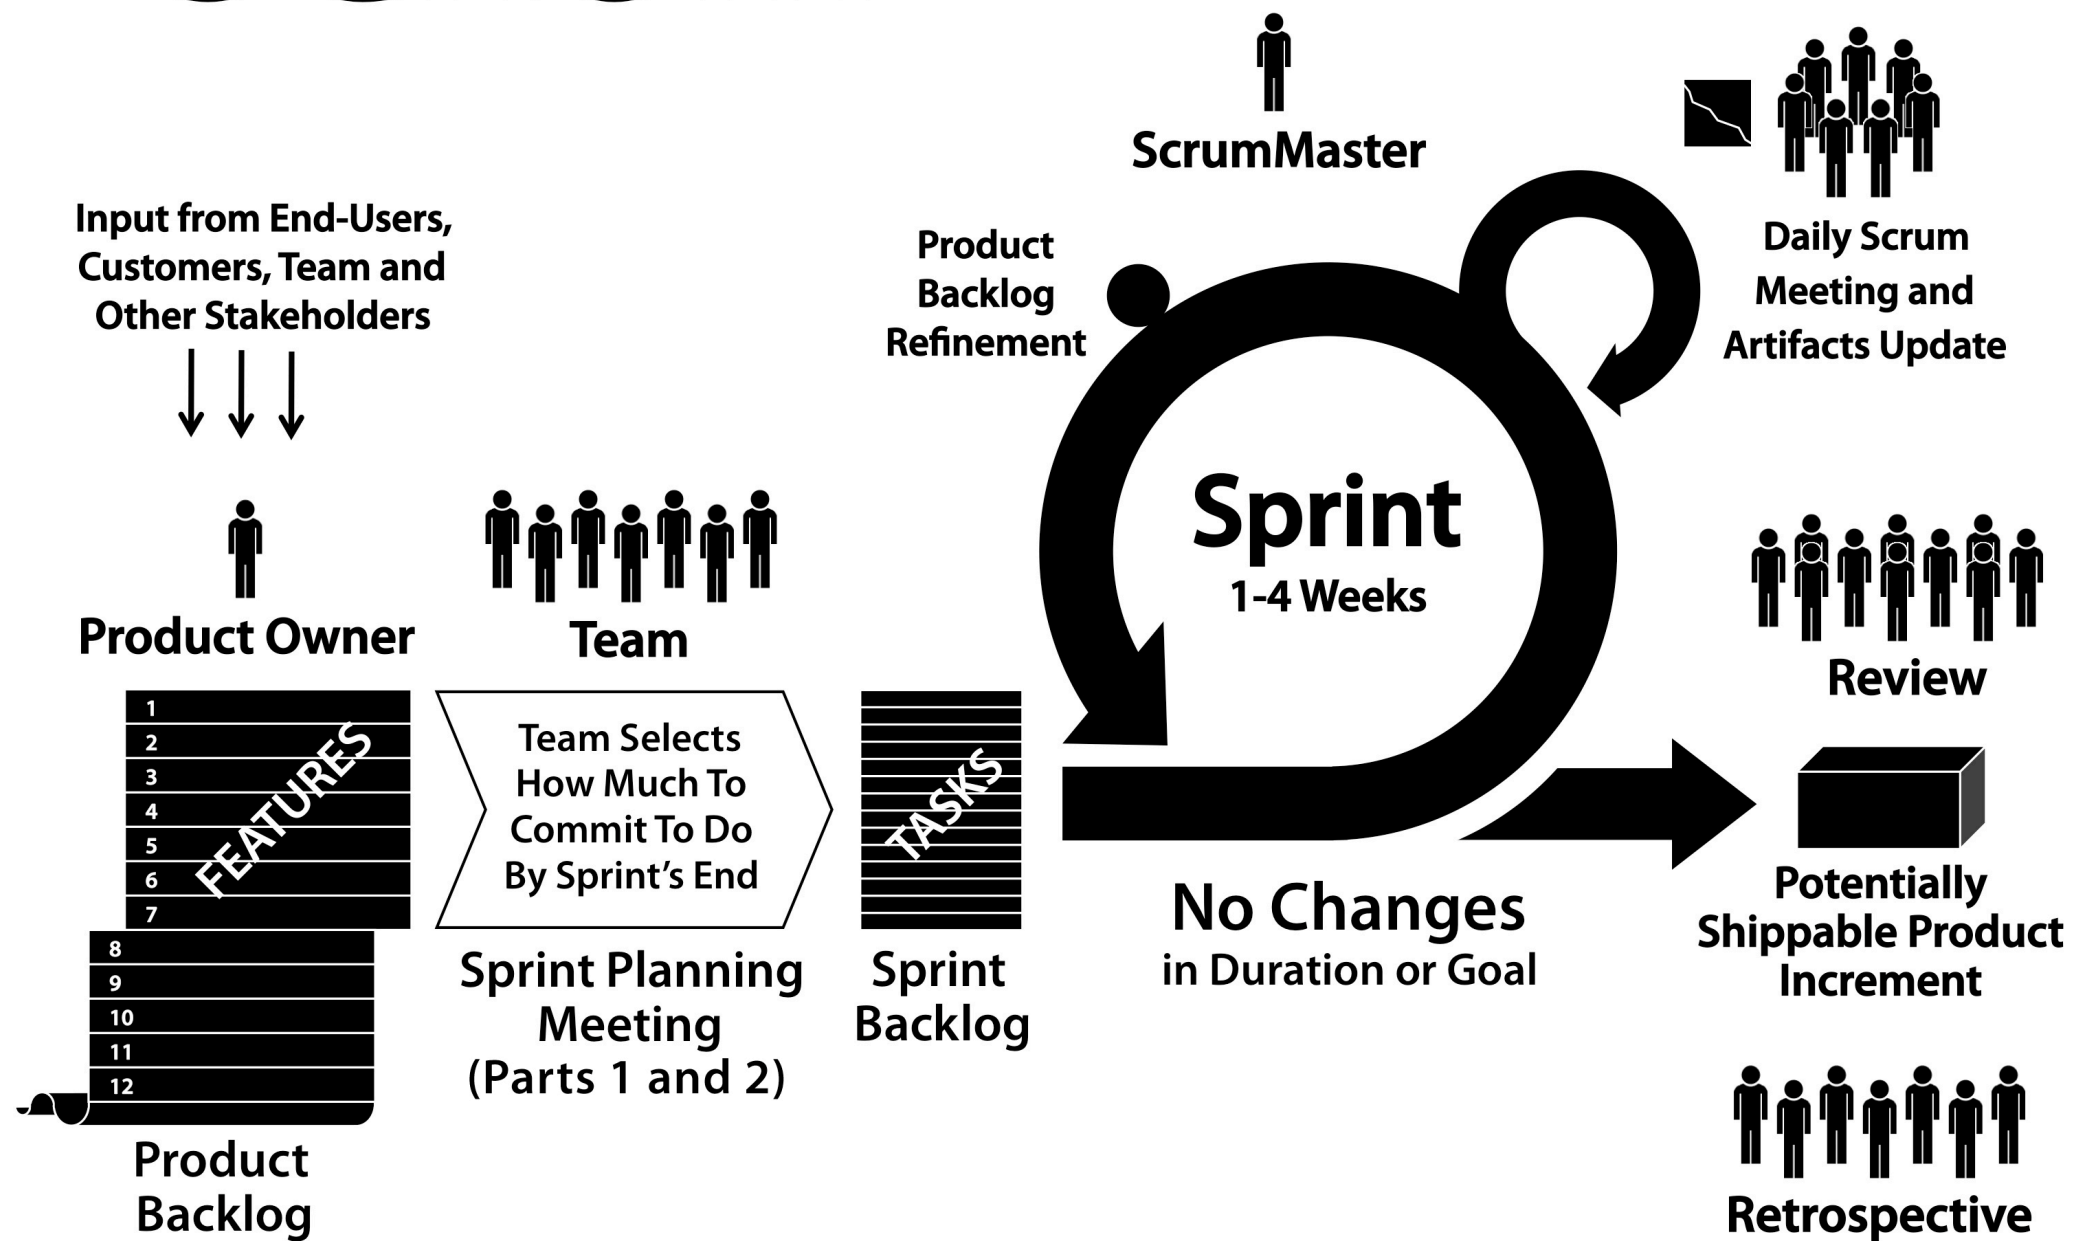 Input from End-Users,
Customers, Team and
Other Stakeholders
Product Owner
1
2
3
4
5
6
7
FEATURES
8
9
10
11
12
Product
Backlog
Team
Team Selects
How Much To
Commit To Do
By Sprint’s End
Sprint Planning
Meeting
(Parts 1 and 2)
TASKS
Sprint
Backlog
Product
Backlog
Refinement
ScrumMaster
Sprint
1-4 Weeks
No Changes
in Duration or Goal
Daily Scrum
Meeting and
Artifacts Update
Review
Potentially
Shippable Product
Increment
Retrospective